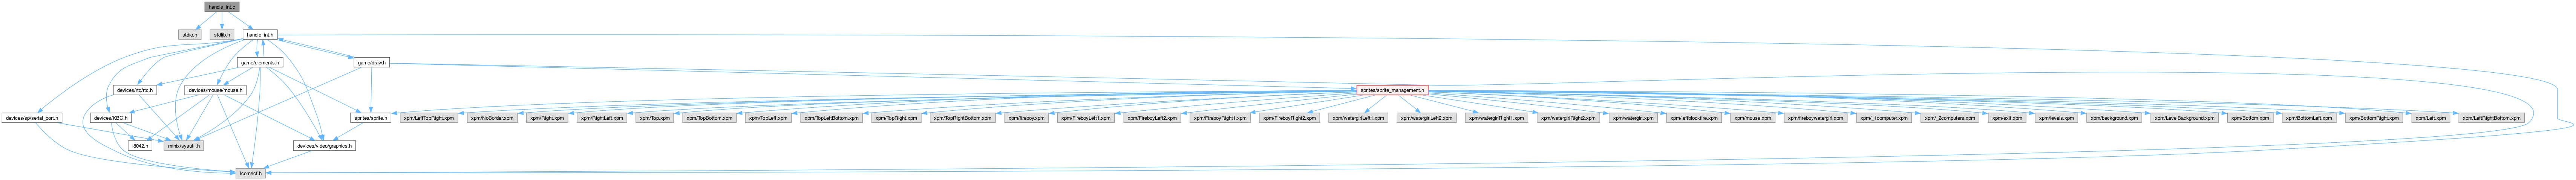 handle_int.c
stdio.h
stdlib.h
handle_int.h
game/elements.h
game/draw.h
devices/rtc/rtc.h
devices/mouse/mouse.h
sprites/sprite_management.h
devices/sp/serial_port.h
devices/KBC.h
sprites/sprite.h
xpm/LeftTopRight.xpm
xpm/NoBorder.xpm
xpm/Right.xpm
xpm/RightLeft.xpm
xpm/Top.xpm
xpm/TopBottom.xpm
xpm/TopLeft.xpm
xpm/TopLeftBottom.xpm
xpm/TopRight.xpm
xpm/TopRightBottom.xpm
xpm/fireboy.xpm
xpm/FireboyLeft1.xpm
xpm/FireboyLeft2.xpm
xpm/FireboyRight1.xpm
xpm/FireboyRight2.xpm
xpm/watergirlLeft1.xpm
xpm/watergirlLeft2.xpm
xpm/watergirlRight1.xpm
xpm/watergirlRight2.xpm
xpm/watergirl.xpm
xpm/leftblockfire.xpm
xpm/mouse.xpm
xpm/fireboywatergirl.xpm
xpm/_1computer.xpm
xpm/_2computers.xpm
xpm/exit.xpm
xpm/levels.xpm
xpm/background.xpm
xpm/LevelBackground.xpm
xpm/Bottom.xpm
xpm/BottomLeft.xpm
xpm/BottomRight.xpm
xpm/Left.xpm
xpm/LeftRightBottom.xpm
i8042.h
minix/sysutil.h
devices/video/graphics.h
lcom/lcf.h